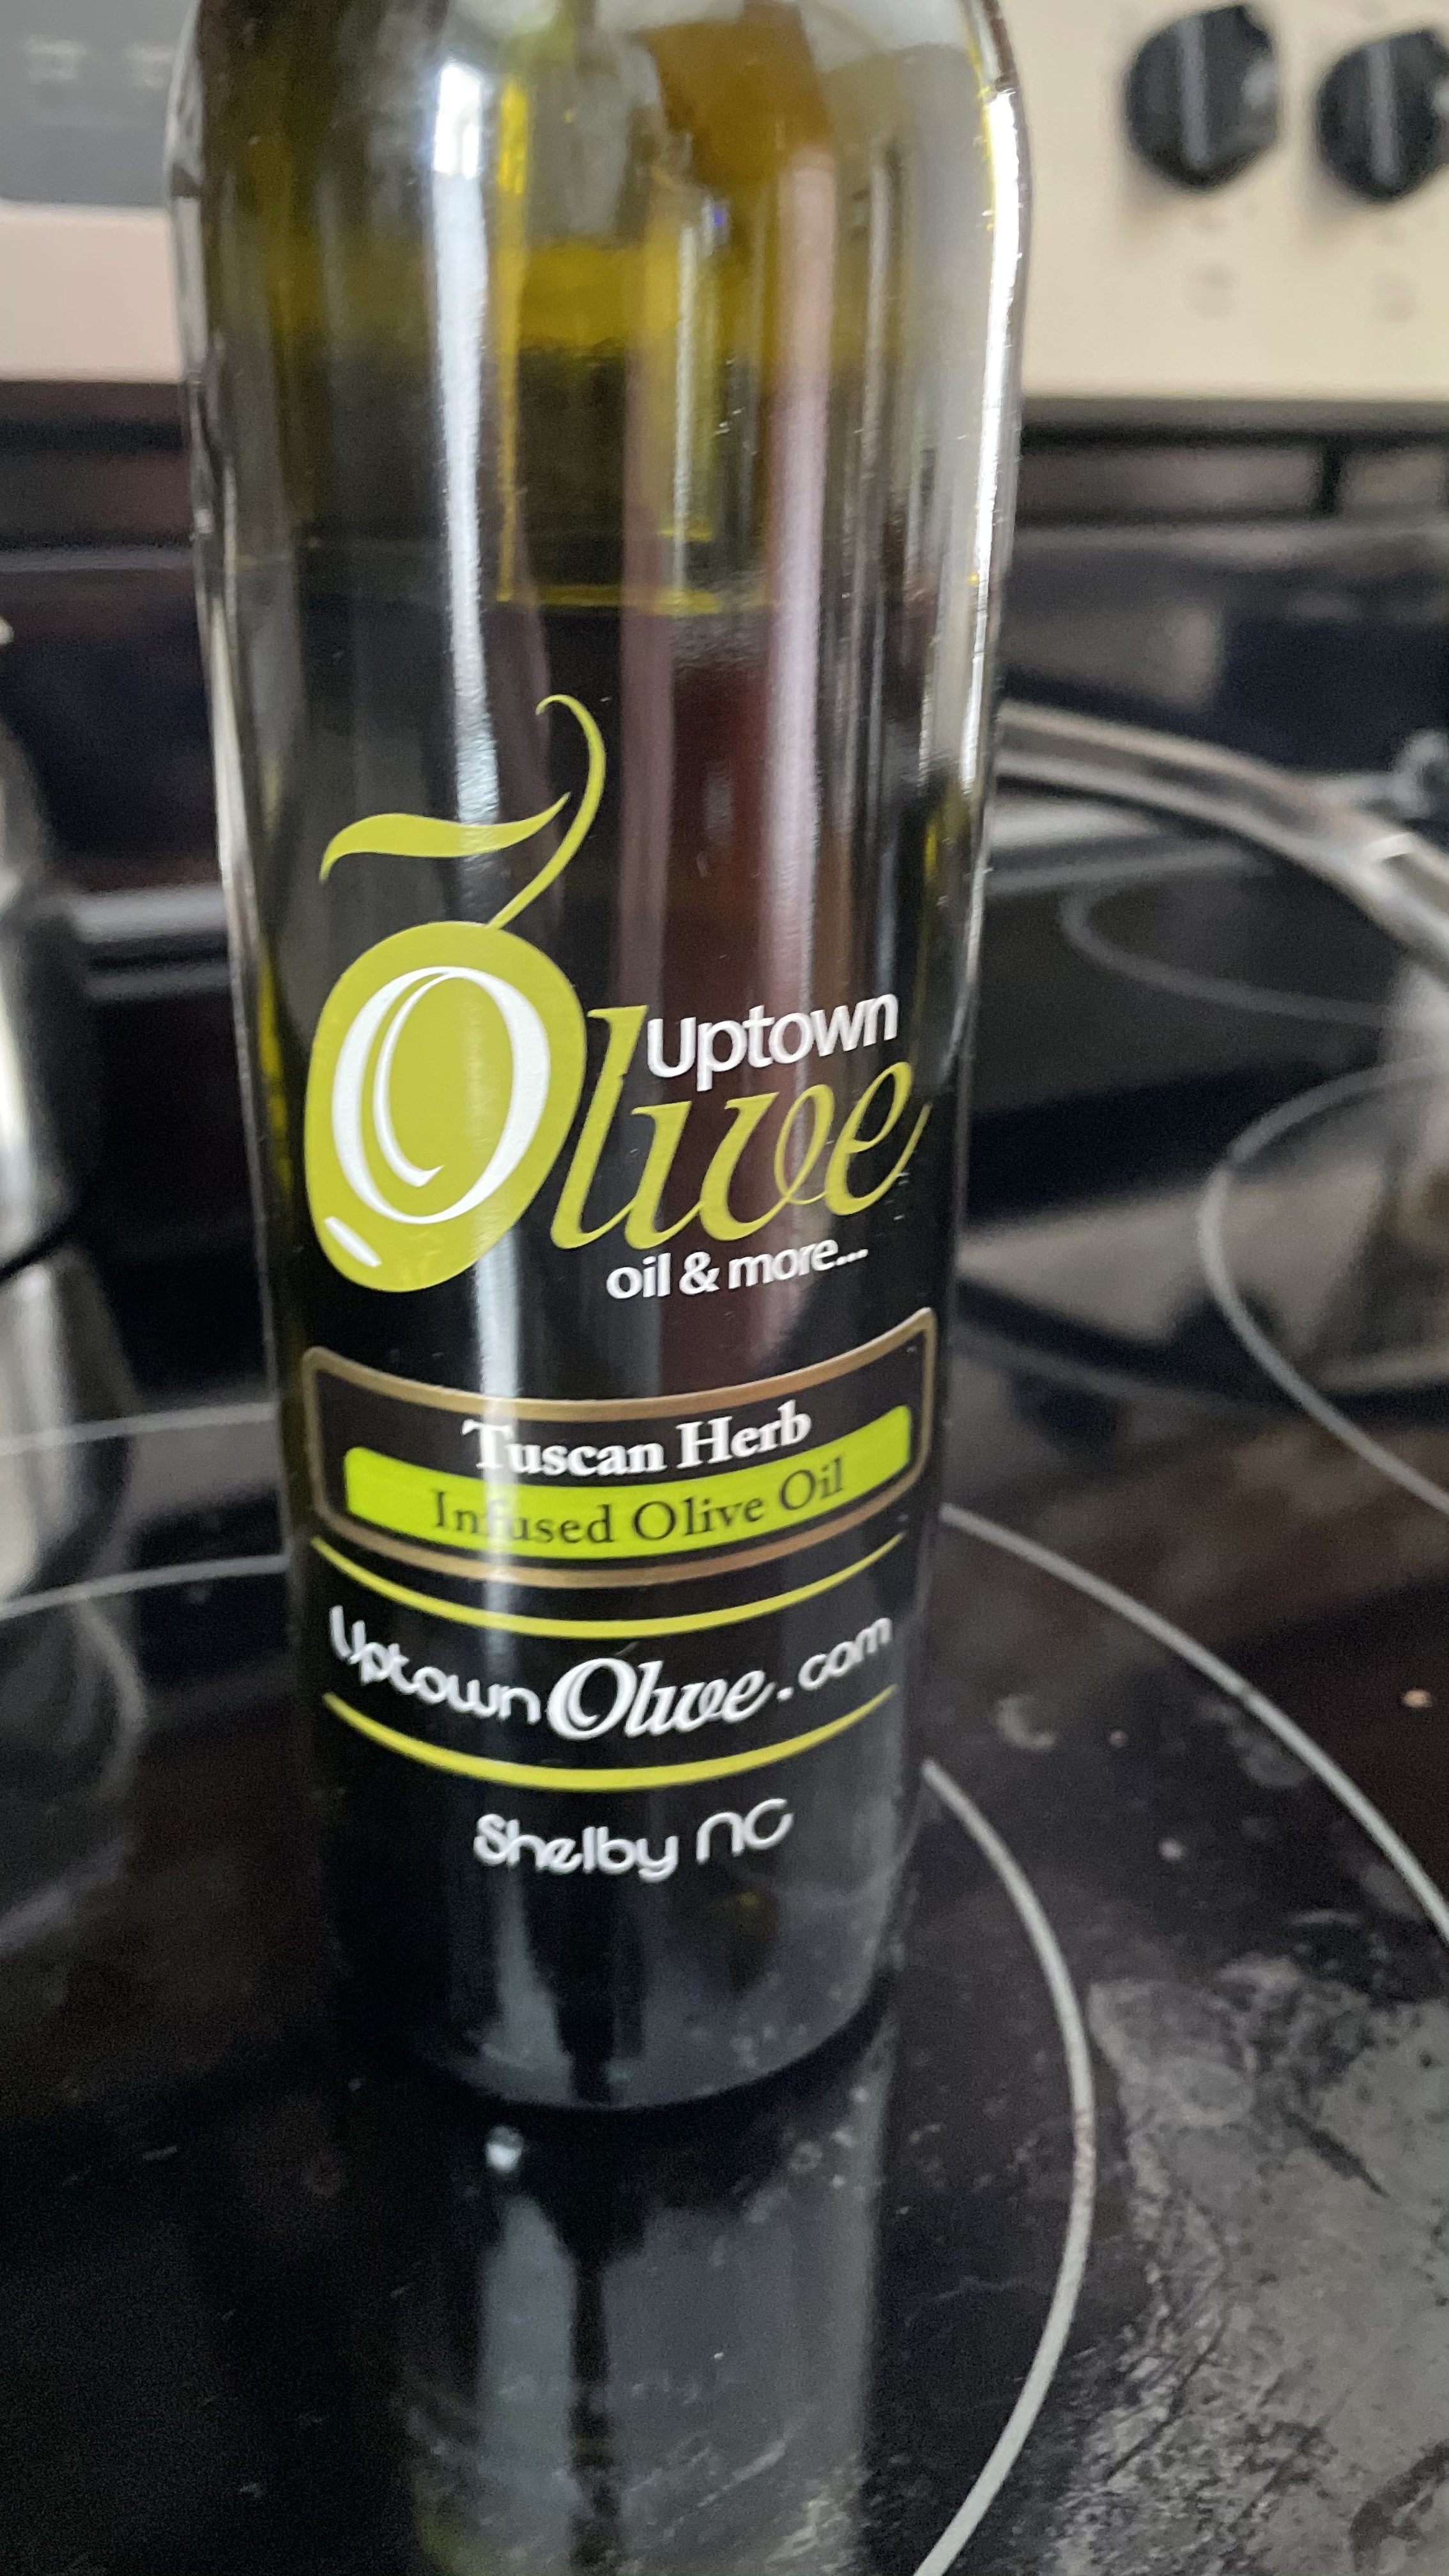 Uptown
Olive
oil & more...
Tuscan Herb
Infused Olive Oil
UptownOlive.com
Shelby NC